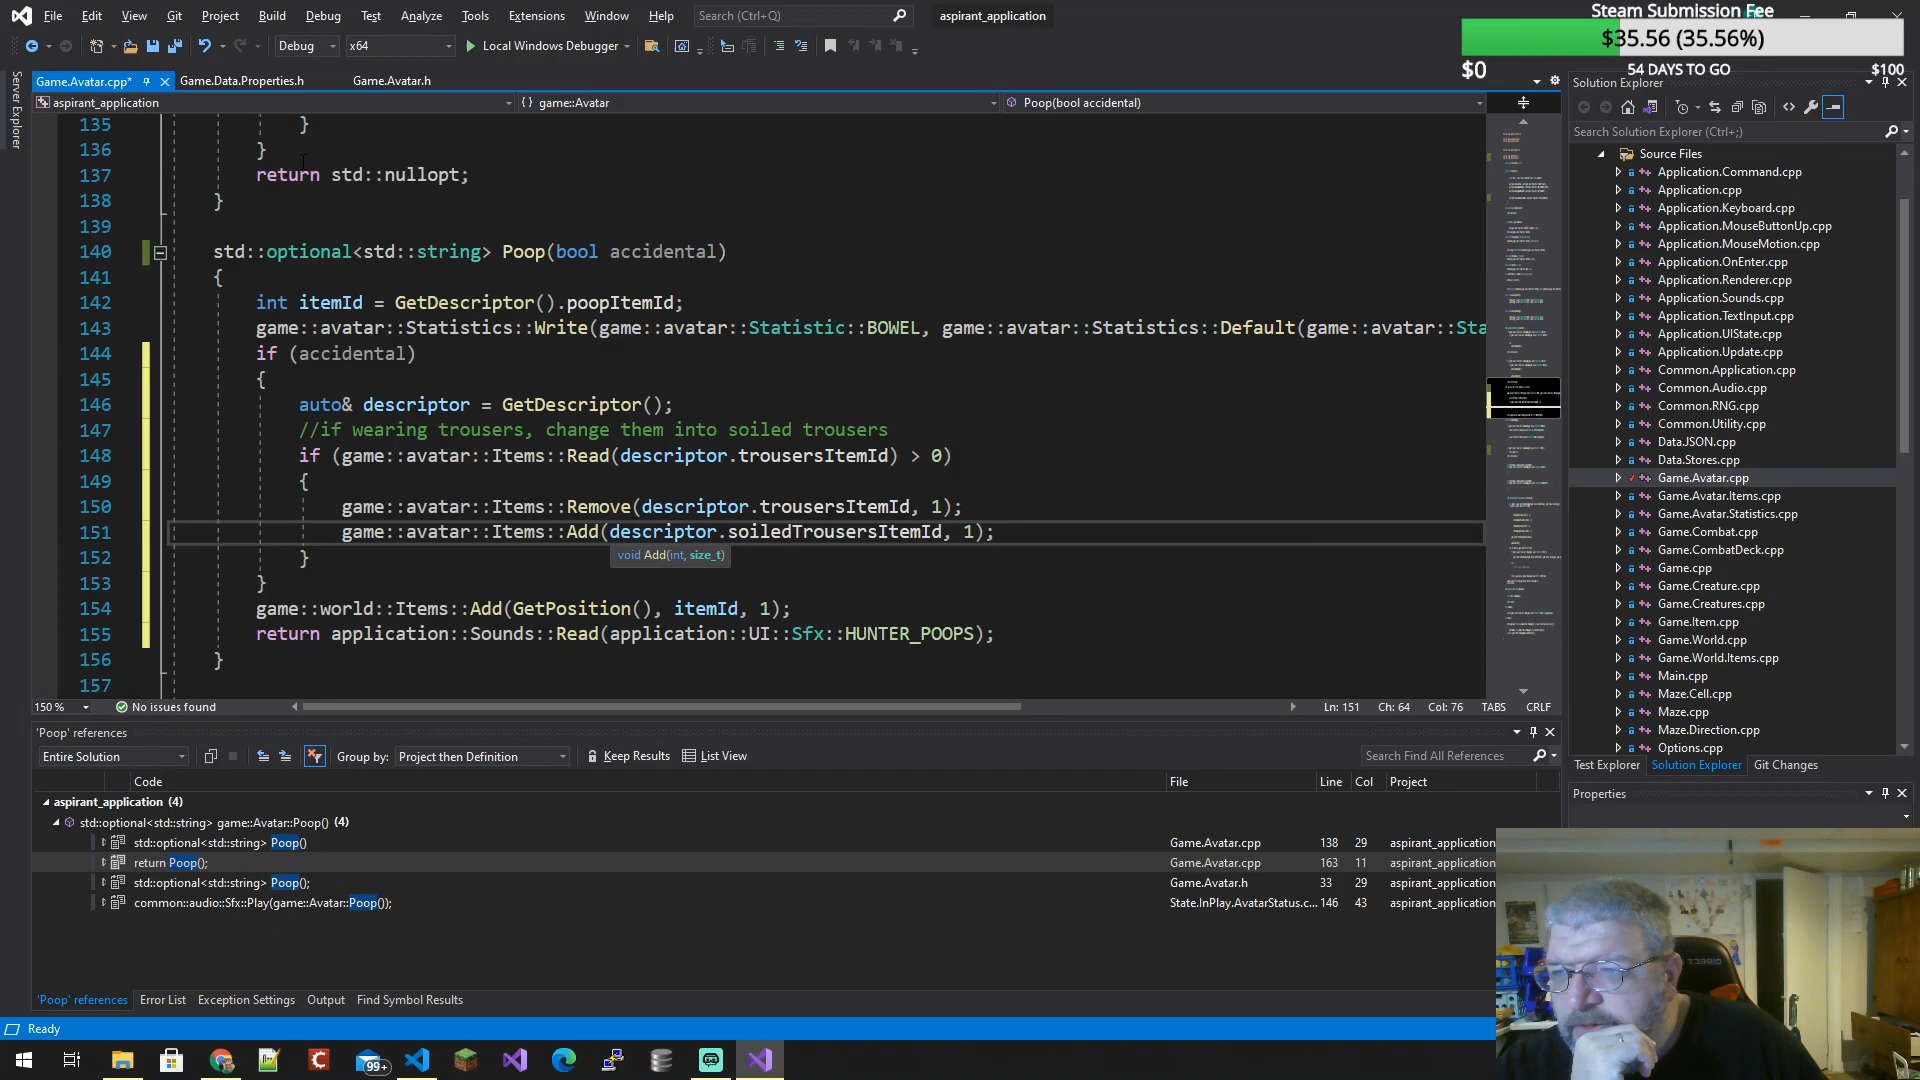 File Edit View Git Project Build Debug Test Analyze Tools Extensions Window Help Search (Ctrl+Q) aspirant_application
Steam Submission Fee
$35.56 (35.56%)
$0 54 DAYS TO GO $100
Debug x64 Local Windows Debugger
Server Explorer
Game.Avatar.cpp* Game.Data.Properties.h Game.Avatar.h
aspirant_application {} game::Avatar Poop(bool accidental)
135 }
136 }
137 return std::nullopt;
138 }
139
140 std::optional<std::string> Poop(bool accidental)
141 {
142 int itemId = GetDescriptor().poopItemId;
143 game::avatar::Statistics::Write(game::avatar::Statistic::BOWEL, game::avatar::Statistics::Default(game::avatar::Sta
144 if (accidental)
145 {
146 auto& descriptor = GetDescriptor();
147 //if wearing trousers, change them into soiled trousers
148 if (game::avatar::Items::Read(descriptor.trousersItemId) > 0)
149 {
150 game::avatar::Items::Remove(descriptor.trousersItemId, 1);
151 game::avatar::Items::Add(descriptor.soiledTrousersItemId, 1);
void Add(int, size_t)
152 }
153 }
154 game::world::Items::Add(GetPosition(), itemId, 1);
155 return application::Sounds::Read(application::UI::Sfx::HUNTER_POOPS);
156 }
157
150 % No issues found Ln: 151 Ch: 64 Col: 76 TABS CRLF
'Poop' references
Entire Solution Group by: Project then Definition Keep Results List View Search Find All References
Code File Line Col Project
aspirant_application (4)
std::optional<std::string> game::Avatar::Poop() (4)
std::optional<std::string> Poop() Game.Avatar.cpp 138 29 aspirant_application
return Poop(); Game.Avatar.cpp 163 11 aspirant_application
std::optional<std::string> Poop(); Game.Avatar.h 33 29 aspirant_application
common::audio::Sfx::Play(game::Avatar::Poop()); State.InPlay.AvatarStatus.c... 146 43 aspirant_application
'Poop' references Error List Exception Settings Output Find Symbol Results
Ready
99+
Solution Explorer
Search Solution Explorer (Ctrl+;)
Source Files
Application.Command.cpp
Application.cpp
Application.Keyboard.cpp
Application.MouseButtonUp.cpp
Application.MouseMotion.cpp
Application.OnEnter.cpp
Application.Renderer.cpp
Application.Sounds.cpp
Application.TextInput.cpp
Application.UIState.cpp
Application.Update.cpp
Common.Application.cpp
Common.Audio.cpp
Common.RNG.cpp
Common.Utility.cpp
Data.JSON.cpp
Data.Stores.cpp
Game.Avatar.cpp
Game.Avatar.Items.cpp
Game.Avatar.Statistics.cpp
Game.Combat.cpp
Game.CombatDeck.cpp
Game.cpp
Game.Creature.cpp
Game.Creatures.cpp
Game.Item.cpp
Game.World.cpp
Game.World.Items.cpp
Main.cpp
Maze.Cell.cpp
Maze.cpp
Maze.Direction.cpp
Options.cpp
Test Explorer Solution Explorer Git Changes
Properties